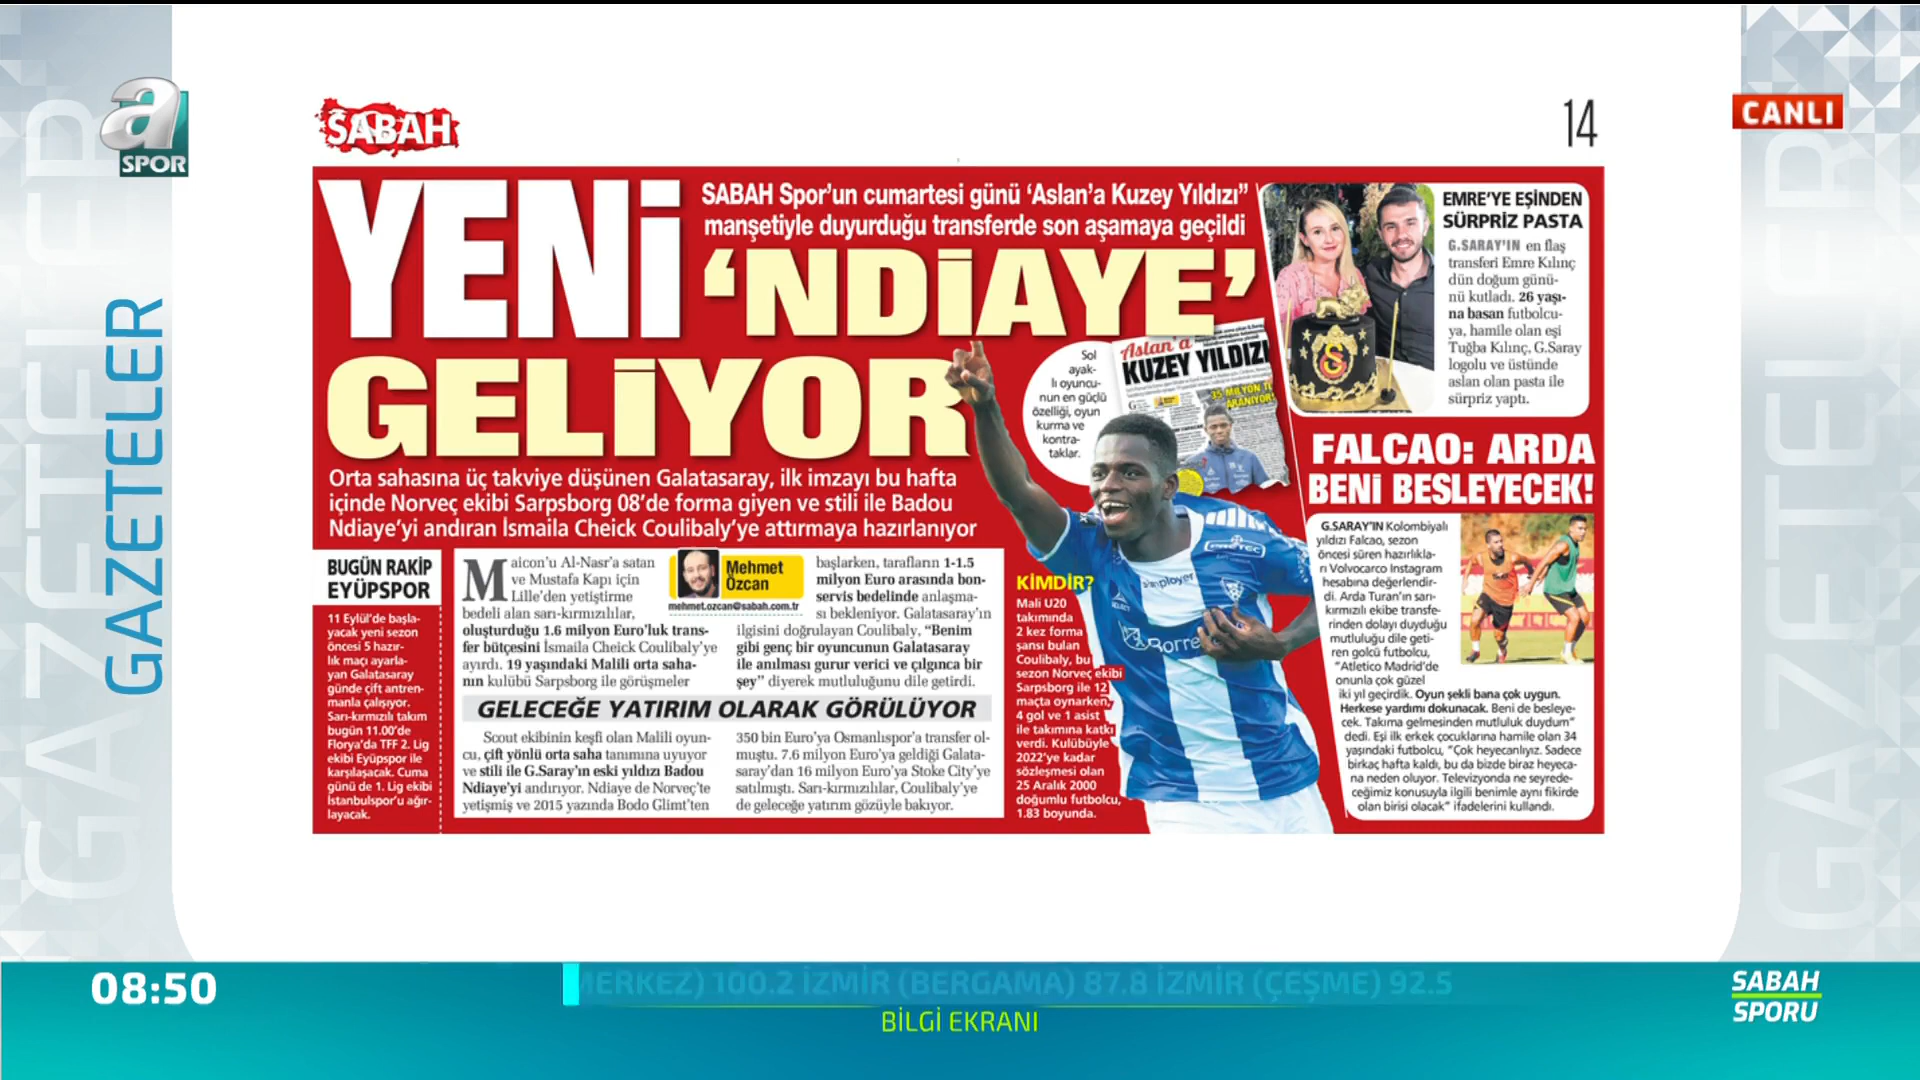 a
SPOR
CANLI
GAZETELER
GAZETELER
GAZETELER
SABAH
14
YENİ
SABAH Spor'un cumartesi günü 'Aslan'a Kuzey Yıldızı"
manşetiyle duyurduğu transferde son aşamaya geçildi
'NDİAYE'
GELİYOR
Orta sahasına üç takviye düşünen Galatasaray, ilk imzayı bu hafta
içinde Norveç ekibi Sarpsborg 08'de forma giyen ve stili ile Badou
Ndiaye'yi andıran İsmaila Cheick Coulibaly'ye attırmaya hazırlanıyor
Sol
ayak-
lı oyuncu-
nun en güçlü
özelliği, oyun
kurma ve
kontra-
taklar.
Aslan'a
KUZEY YILDIZI
35 MİLYON TL
ARANIYOR!
BUGÜN RAKİP
EYÜPSPOR
11 Eylül'de başla-
yacak yeni sezon
öncesi 5 hazır-
lık maçı ayarla-
yan Galatasaray
günde çift antren-
manla çalışıyor.
Sarı-kırmızılı takım
bugün 11.00'de
Florya'da TFF 2. Lig
ekibi Eyüpspor ile
karşılaşacak. Cuma
günü de 1. Lig ekibi
İstanbulspor'u ağır-
layacak.
Maicon'u Al-Nasr'a satan
ve Mustafa Kapı için
Lille'den yetiştirme
bedeli alan sarı-kırmızılılar,
oluşturduğu 1.6 milyon Euro'luk trans-
fer bütçesini İsmaila Cheick Coulibaly'ye
ayırdı. 19 yaşındaki Malili orta saha-
nın kulübü Sarpsborg ile görüşmeler
Mehmet
Özcan
mehmet.ozcan@sabah.com.tr
başlarken, tarafların 1-1.5
milyon Euro arasında bon-
servis bedelinde anlaşma-
sı bekleniyor. Galatasaray'ın
ilgisini doğrulayan Coulibaly, "Benim
gibi genç bir oyuncunun Galatasaray
ile anılması gurur verici ve çılgınca bir
şey" diyerek mutluluğunu dile getirdi.
GELECEĞE YATIRIM OLARAK GÖRÜLÜYOR
Scout ekibinin keşfi olan Malili oyun-
cu, çift yönlü orta saha tanımına uyuyor
ve stili ile G.Saray'ın eski yıldızı Badou
Ndiaye'yi andırıyor. Ndiaye de Norveç'te
yetişmiş ve 2015 yazında Bodo Glimt'ten
350 bin Euro'ya Osmanlıspor'a transfer ol-
muştu. 7.6 milyon Euro'ya geldiği Galata-
saray'dan 16 milyon Euro'ya Stoke City'ye
satılmıştı. Sarı-kırmızılılar, Coulibaly'ye
de geleceğe yatırım gözüyle bakıyor.
KİMDİR?
Mali U20
takımında
2 kez forma
şansı bulan
Coulibaly, bu
sezon Norveç ekibi
Sarpsborg ile 12
maçta oynarken,
4 gol ve 1 asist
ile takımına katkı
verdi. Kulübüyle
2022'ye kadar
sözleşmesi olan
25 Aralık 2000
doğumlu futbolcu,
1.83 boyunda.
SELECT
Borre
EMRE'YE EŞİNDEN
SÜRPRİZ PASTA
G.SARAY'IN en flaş
transferi Emre Kılınç
dün doğum günü-
nü kutladı. 26 yaşı-
na basan futbolcu-
ya, hamile olan eşi
Tuğba Kılınç, G.Saray
logolu ve üstünde
aslan olan pasta ile
sürpriz yaptı.
FALCAO: ARDA
BENİ BESLEYECEK!
G.SARAY'IN Kolombiyalı
yıldızı Falcao, sezon
öncesi süren hazırlıkla-
rı Volvocarco Instagram
hesabına değerlendir-
di. Arda Turan'ın sarı-
kırmızılı ekibe transfe-
rinden dolayı duyduğu
mutluluğu dile geti-
ren golcü futbolcu,
"Atletico Madrid'de
onunla çok güzel
iki yıl geçirdik. Oyun şekli bana çok uygun.
Herkese yardımı dokunacak. Beni de besleye-
cek. Takıma gelmesinden mutluluk duydum"
dedi. Eşi ilk erkek çocuklarına hamile olan 34
yaşındaki futbolcu, "Çok heyecanlıyız. Sadece
birkaç hafta kaldı, bu da bizde biraz heyeca-
na neden oluyor. Televizyonda ne seyrede-
ceğimiz konusuyla ilgili benimle aynı fikirde
olan birisi olacak" ifadelerini kullandı.
08:50
MERKEZ) 100.2 İZMİR (BERGAMA) 87.8 İZMİR (ÇEŞME) 92.5
BİLGİ EKRANI
SABAH
SPORU